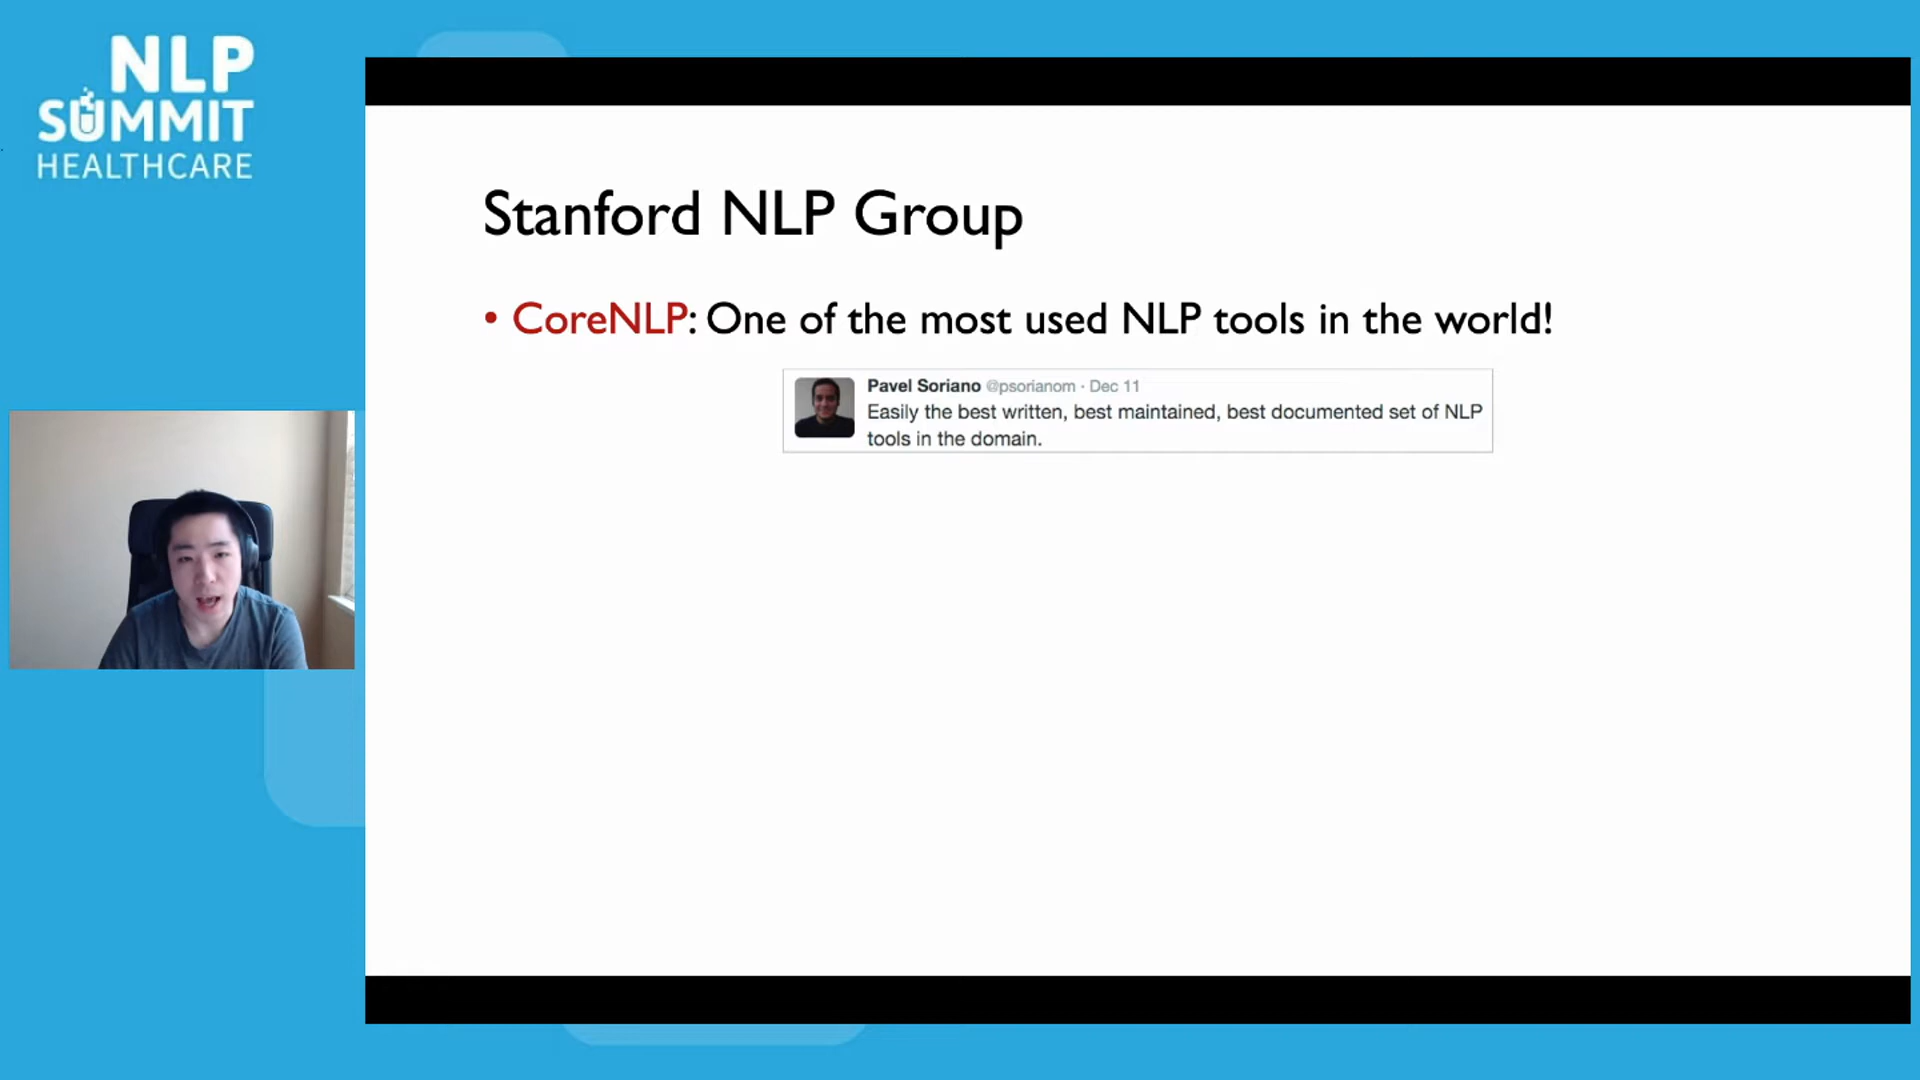 NLP
SUMMIT
HEALTHCARE
Stanford NLP Group
• CoreNLP: One of the most used NLP tools in the world!
Pavel Soriano @psorianom · Dec 11
Easily the best written, best maintained, best documented set of NLP
tools in the domain.